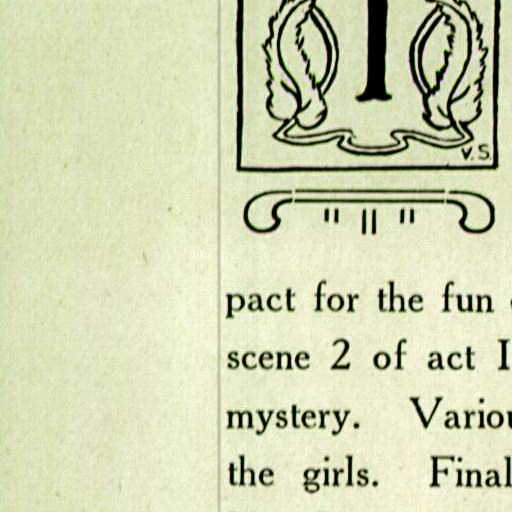 I
V.S.
pact for the fun
scene 2 of act I
mystery. Variou
the girls. Final